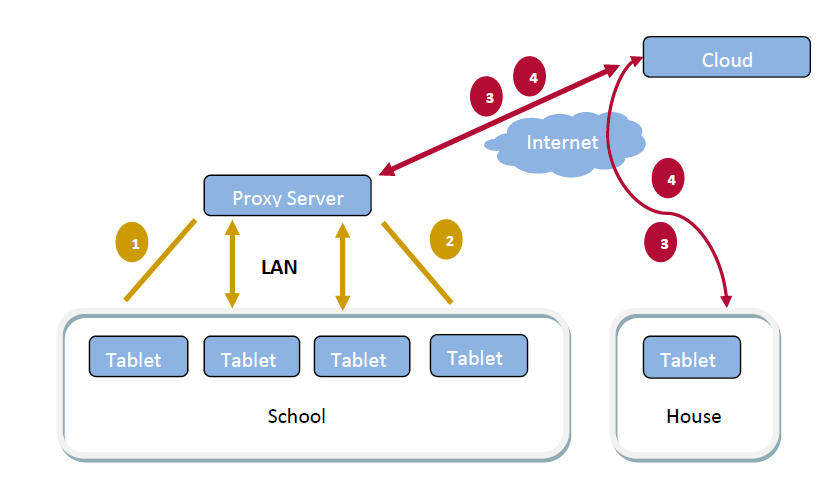 Cloud
3
4
Internet
4
Proxy Server
1
2
3
LAN
Tablet
Tablet
Tablet
Tablet
Tablet
School
House